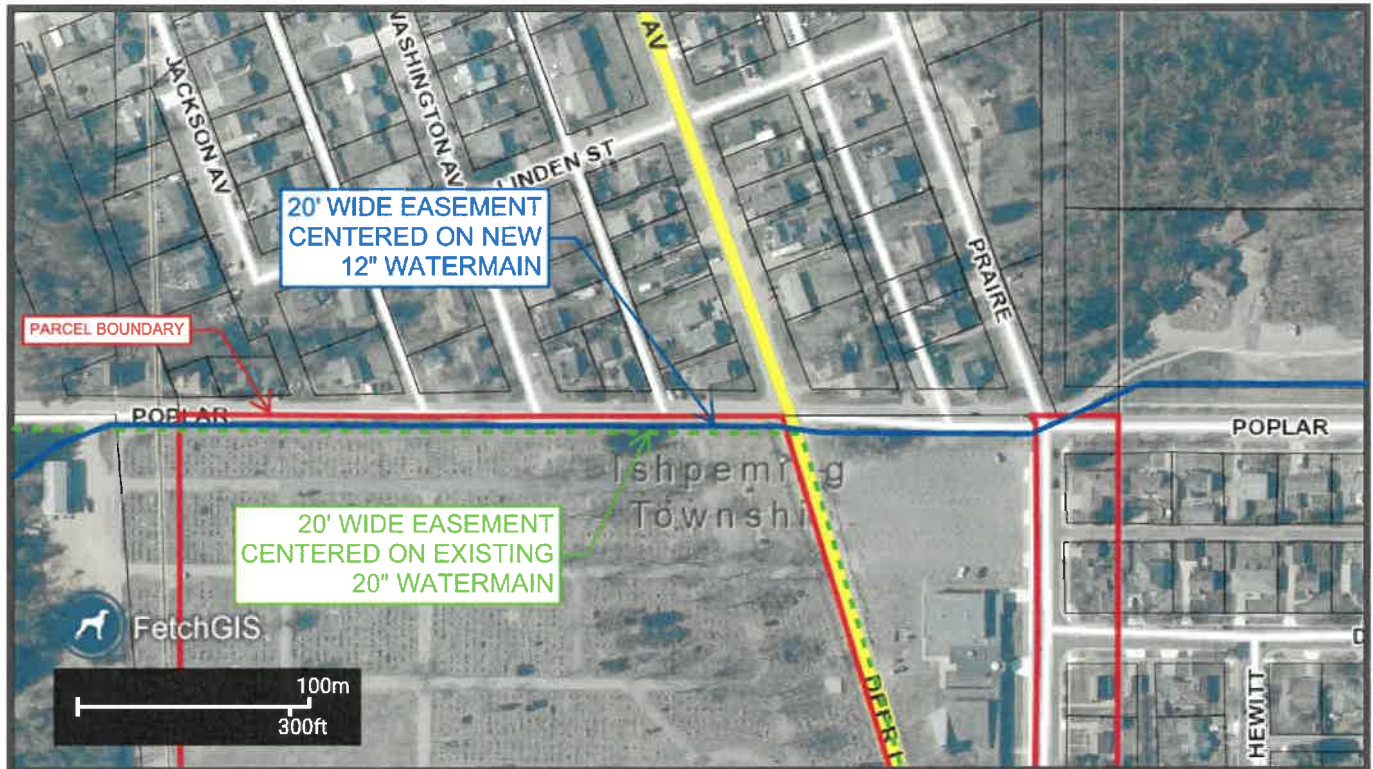 AV
JACKSON AV
WASHINGTON AV
LINDEN ST
20' WIDE EASEMENT
CENTERED ON NEW
12" WATERMAIN
PRAIRE
PARCEL BOUNDARY
POPLAR
POPLAR
Ishpeming
Townshi
20' WIDE EASEMENT
CENTERED ON EXISTING
20" WATERMAIN
FetchGIS
100m
300ft
HEWITT
D